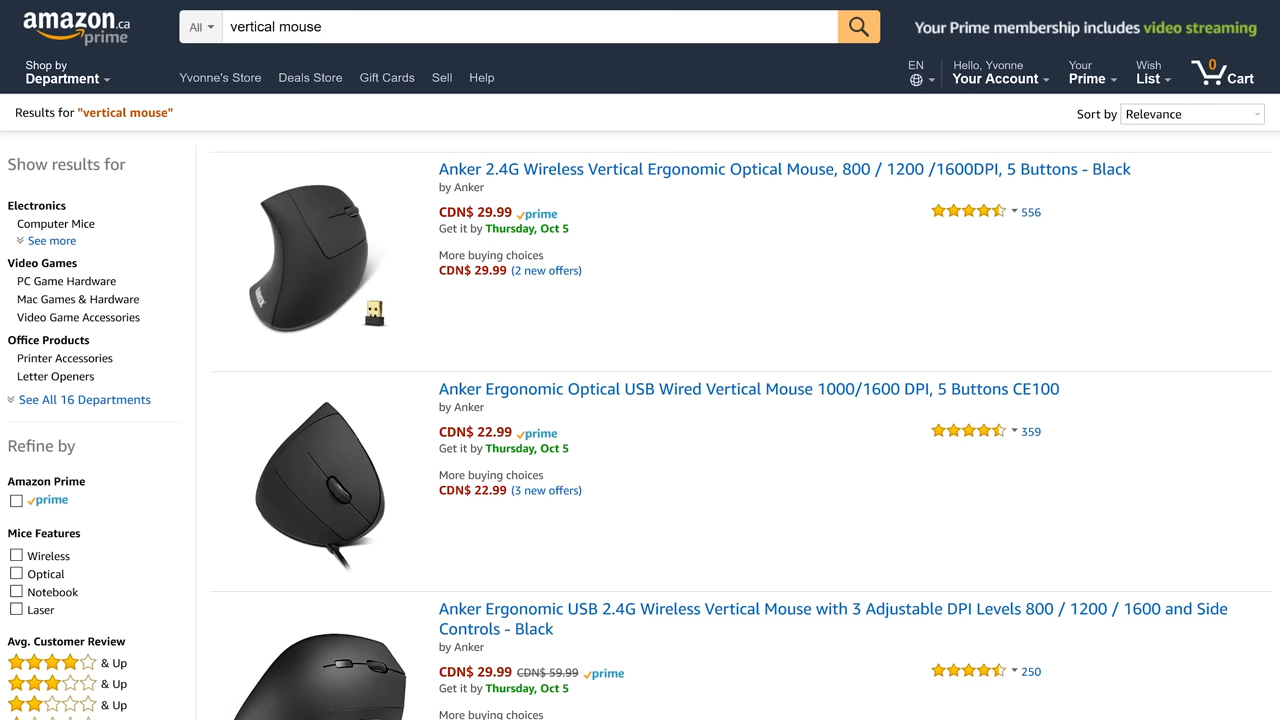 amazon.ca
prime
All
vertical mouse
Your Prime membership includes video streaming
Shop by
Department
Yvonne's Store
Deals Store
Gift Cards
Sell
Help
EN
Hello, Yvonne
Your Account
Your
Prime
Wish
List
0
Cart
Results for "vertical mouse"
Sort by
Relevance
Show results for
Electronics
Computer Mice
See more
Video Games
PC Game Hardware
Mac Games & Hardware
Video Game Accessories
Office Products
Printer Accessories
Letter Openers
See All 16 Departments
Refine by
Amazon Prime
prime
Mice Features
Wireless
Optical
Notebook
Laser
Avg. Customer Review
& Up
& Up
& Up
ANKER
Anker 2.4G Wireless Vertical Ergonomic Optical Mouse, 800 / 1200 /1600DPI, 5 Buttons - Black
by Anker
CDN$ 29.99 prime
Get it by Thursday, Oct 5
More buying choices
CDN$ 29.99 (2 new offers)
556
Anker Ergonomic Optical USB Wired Vertical Mouse 1000/1600 DPI, 5 Buttons CE100
by Anker
CDN$ 22.99 prime
Get it by Thursday, Oct 5
More buying choices
CDN$ 22.99 (3 new offers)
359
Anker Ergonomic USB 2.4G Wireless Vertical Mouse with 3 Adjustable DPI Levels 800 / 1200 / 1600 and Side
Controls - Black
by Anker
CDN$ 29.99 CDN$ 59.99 prime
Get it by Thursday, Oct 5
More buying choices
250